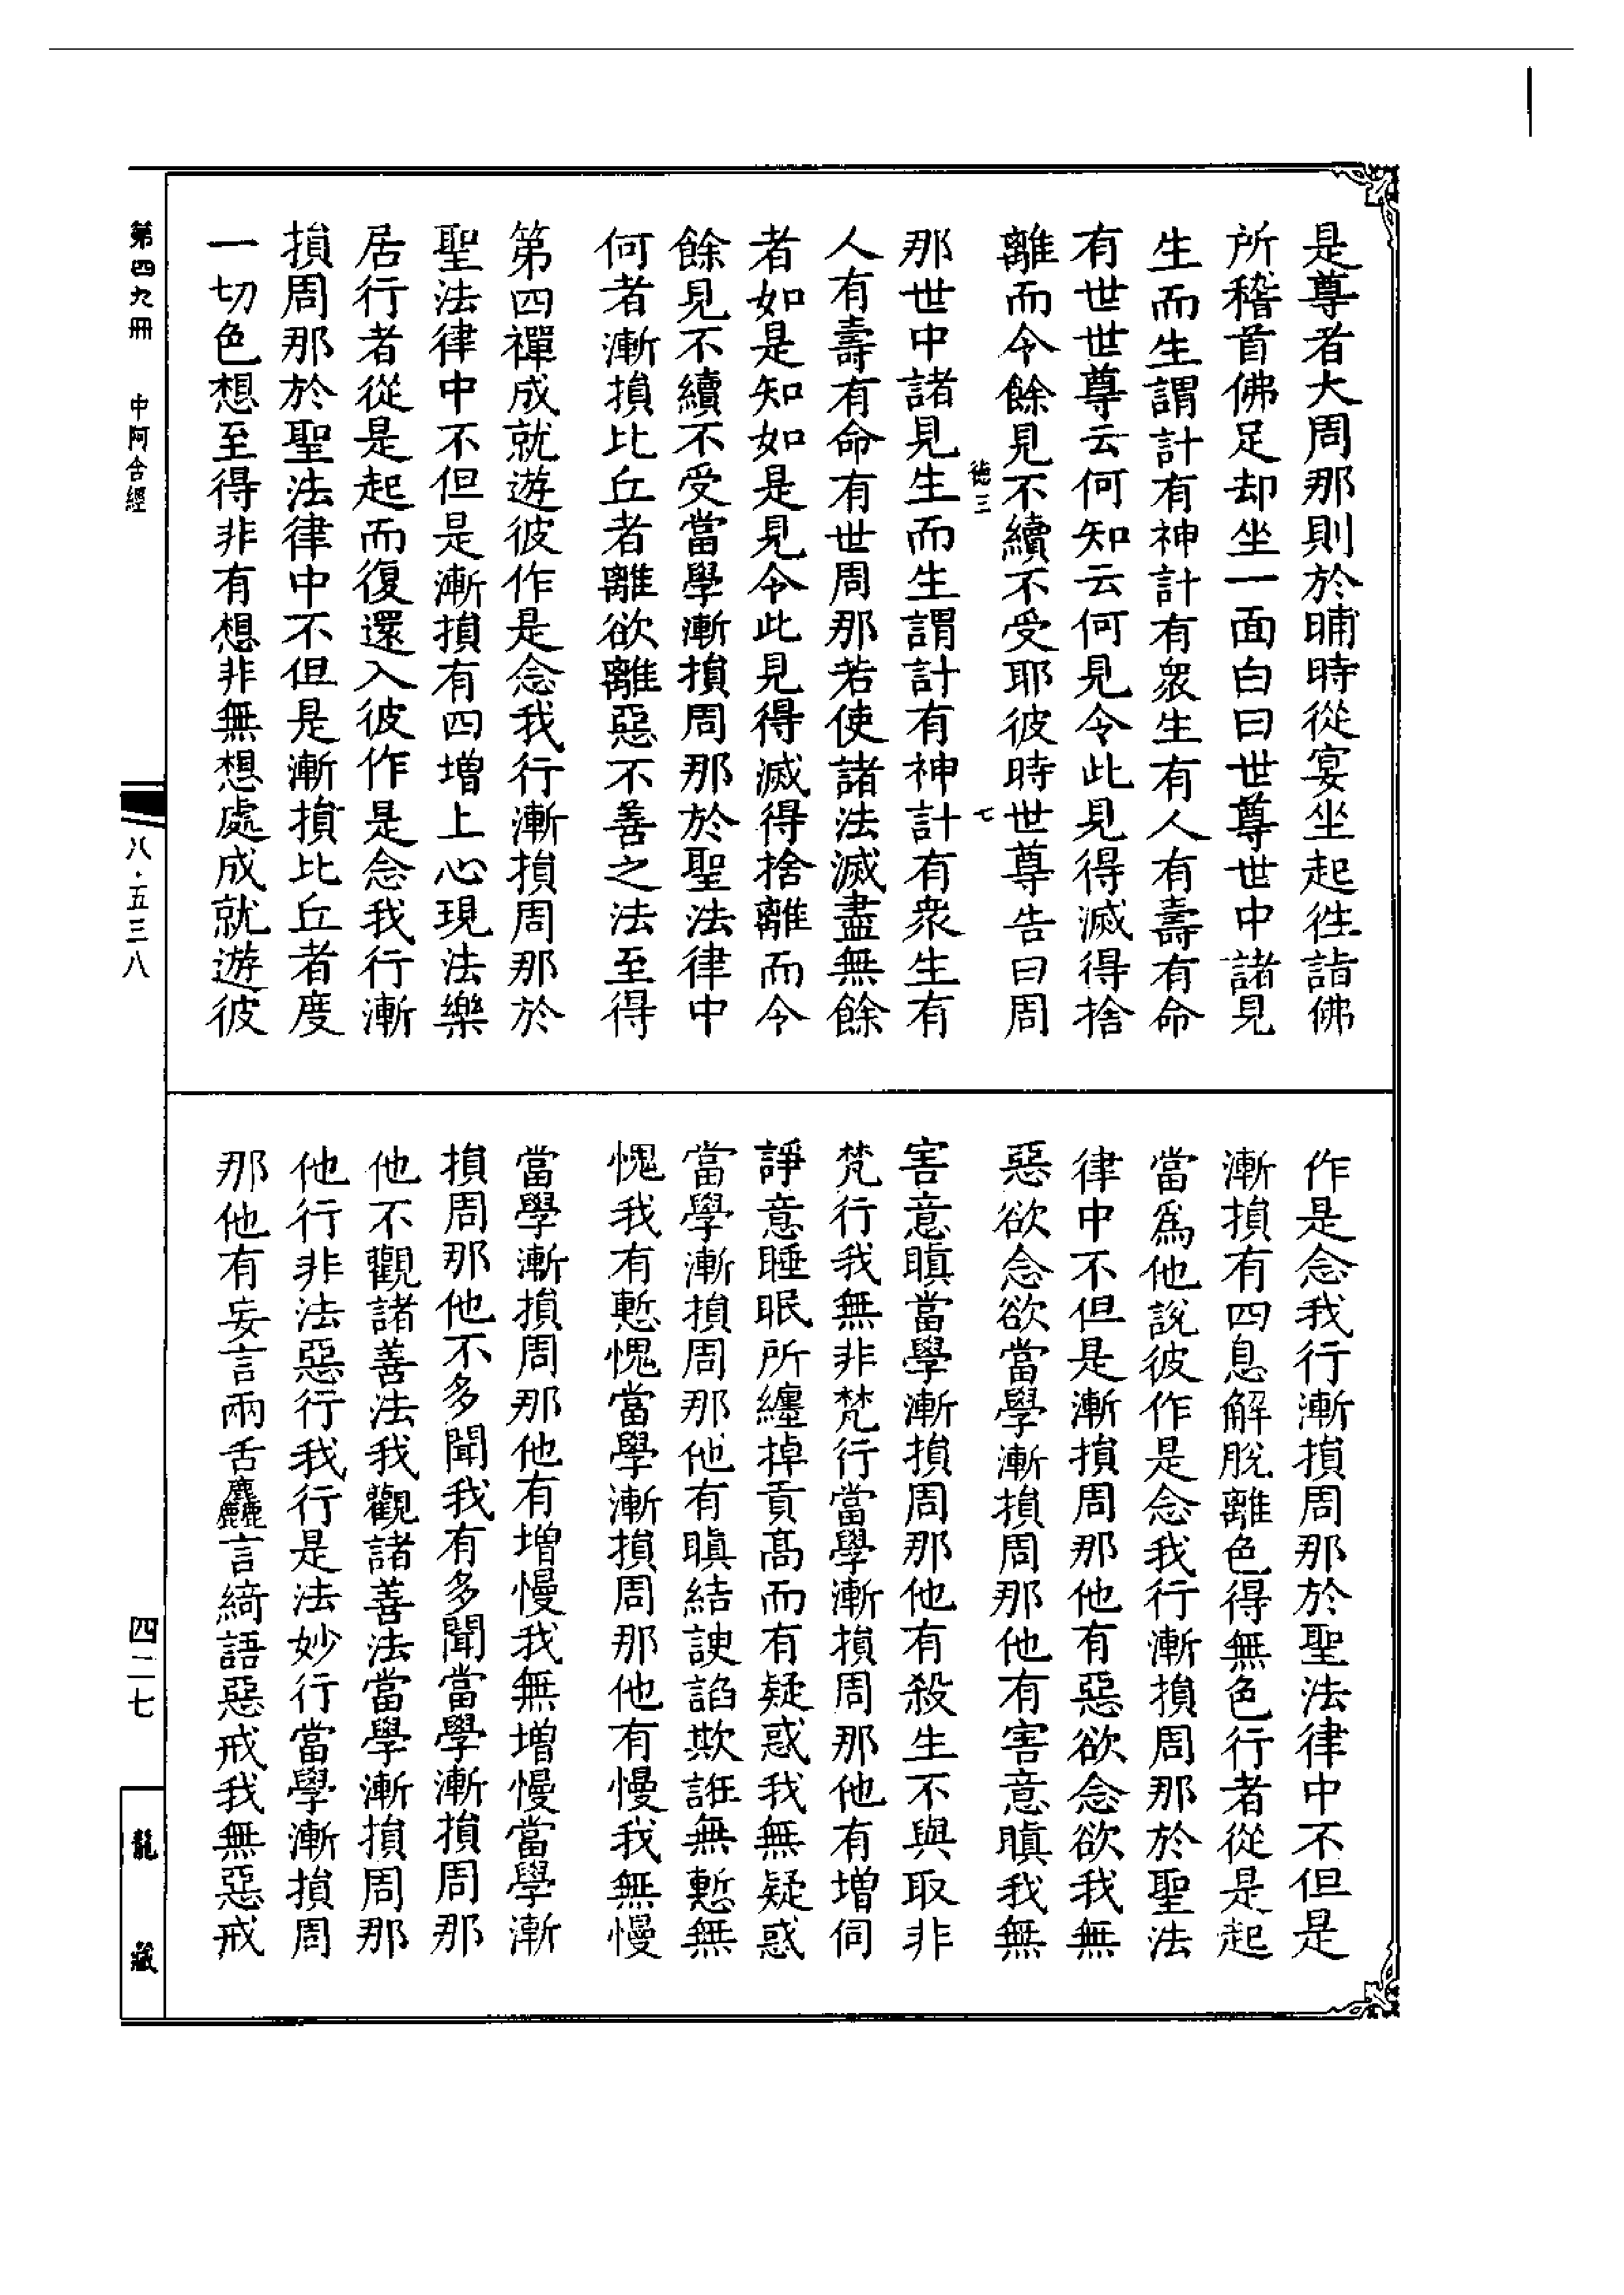 是尊者大周那則於晡時從宴坐起徃詣佛
所稽首佛足却坐一面白曰世尊世中諸見
生而生謂計有神計有衆生有人有壽有命
有世世尊云何知云何見令此見得滅得捨
離而令餘見不續不受耶彼時世尊告曰周
德三
七
那世中諸見生而生謂計有神計有衆生有
人有壽有命有世周那若使諸法滅盡無餘
者如是知如是見令此見得滅得捨離而令
餘見不續不受當學漸損周那於聖法律中
何者漸損比丘者離欲離惡不善之法至得
第四禪成就遊彼作是念我行漸損周那於
聖法律中不但是漸損有四增上心現法樂
居行者從是起而復還入彼作是念我行漸
損周那於聖法律中不但是漸損比丘者度
一切色想至得非有想非無想處成就遊彼
作是念我行漸損周那於聖法律中不但是
漸損有四息解脫離色得無色行者從是起
當爲他說彼作是念我行漸損周那於聖法
律中不但是漸損周那他有惡欲念欲我無
惡欲念欲當學漸損周那他有害意瞋我無
害意瞋當學漸損周那他有殺生不與取非
梵行我無非梵行當學漸損周那他有增伺
諍意睡眠所纏掉貢高而有疑惑我無疑惑
當學漸損周那他有瞋結諛諂欺誑無慙無
愧我有慙愧當學漸損周那他有慢我無慢
當學漸損周那他有增慢我無增慢當學漸
損周那他不多聞我有多聞當學漸損周那
他不觀諸善法我觀諸善法當學漸損周那
他行非法惡行我行是法妙行當學漸損周
那他有妄言兩舌麤言綺語惡戒我無惡戒
第四九冊　中阿含經
八·五三八
四二七
龍藏